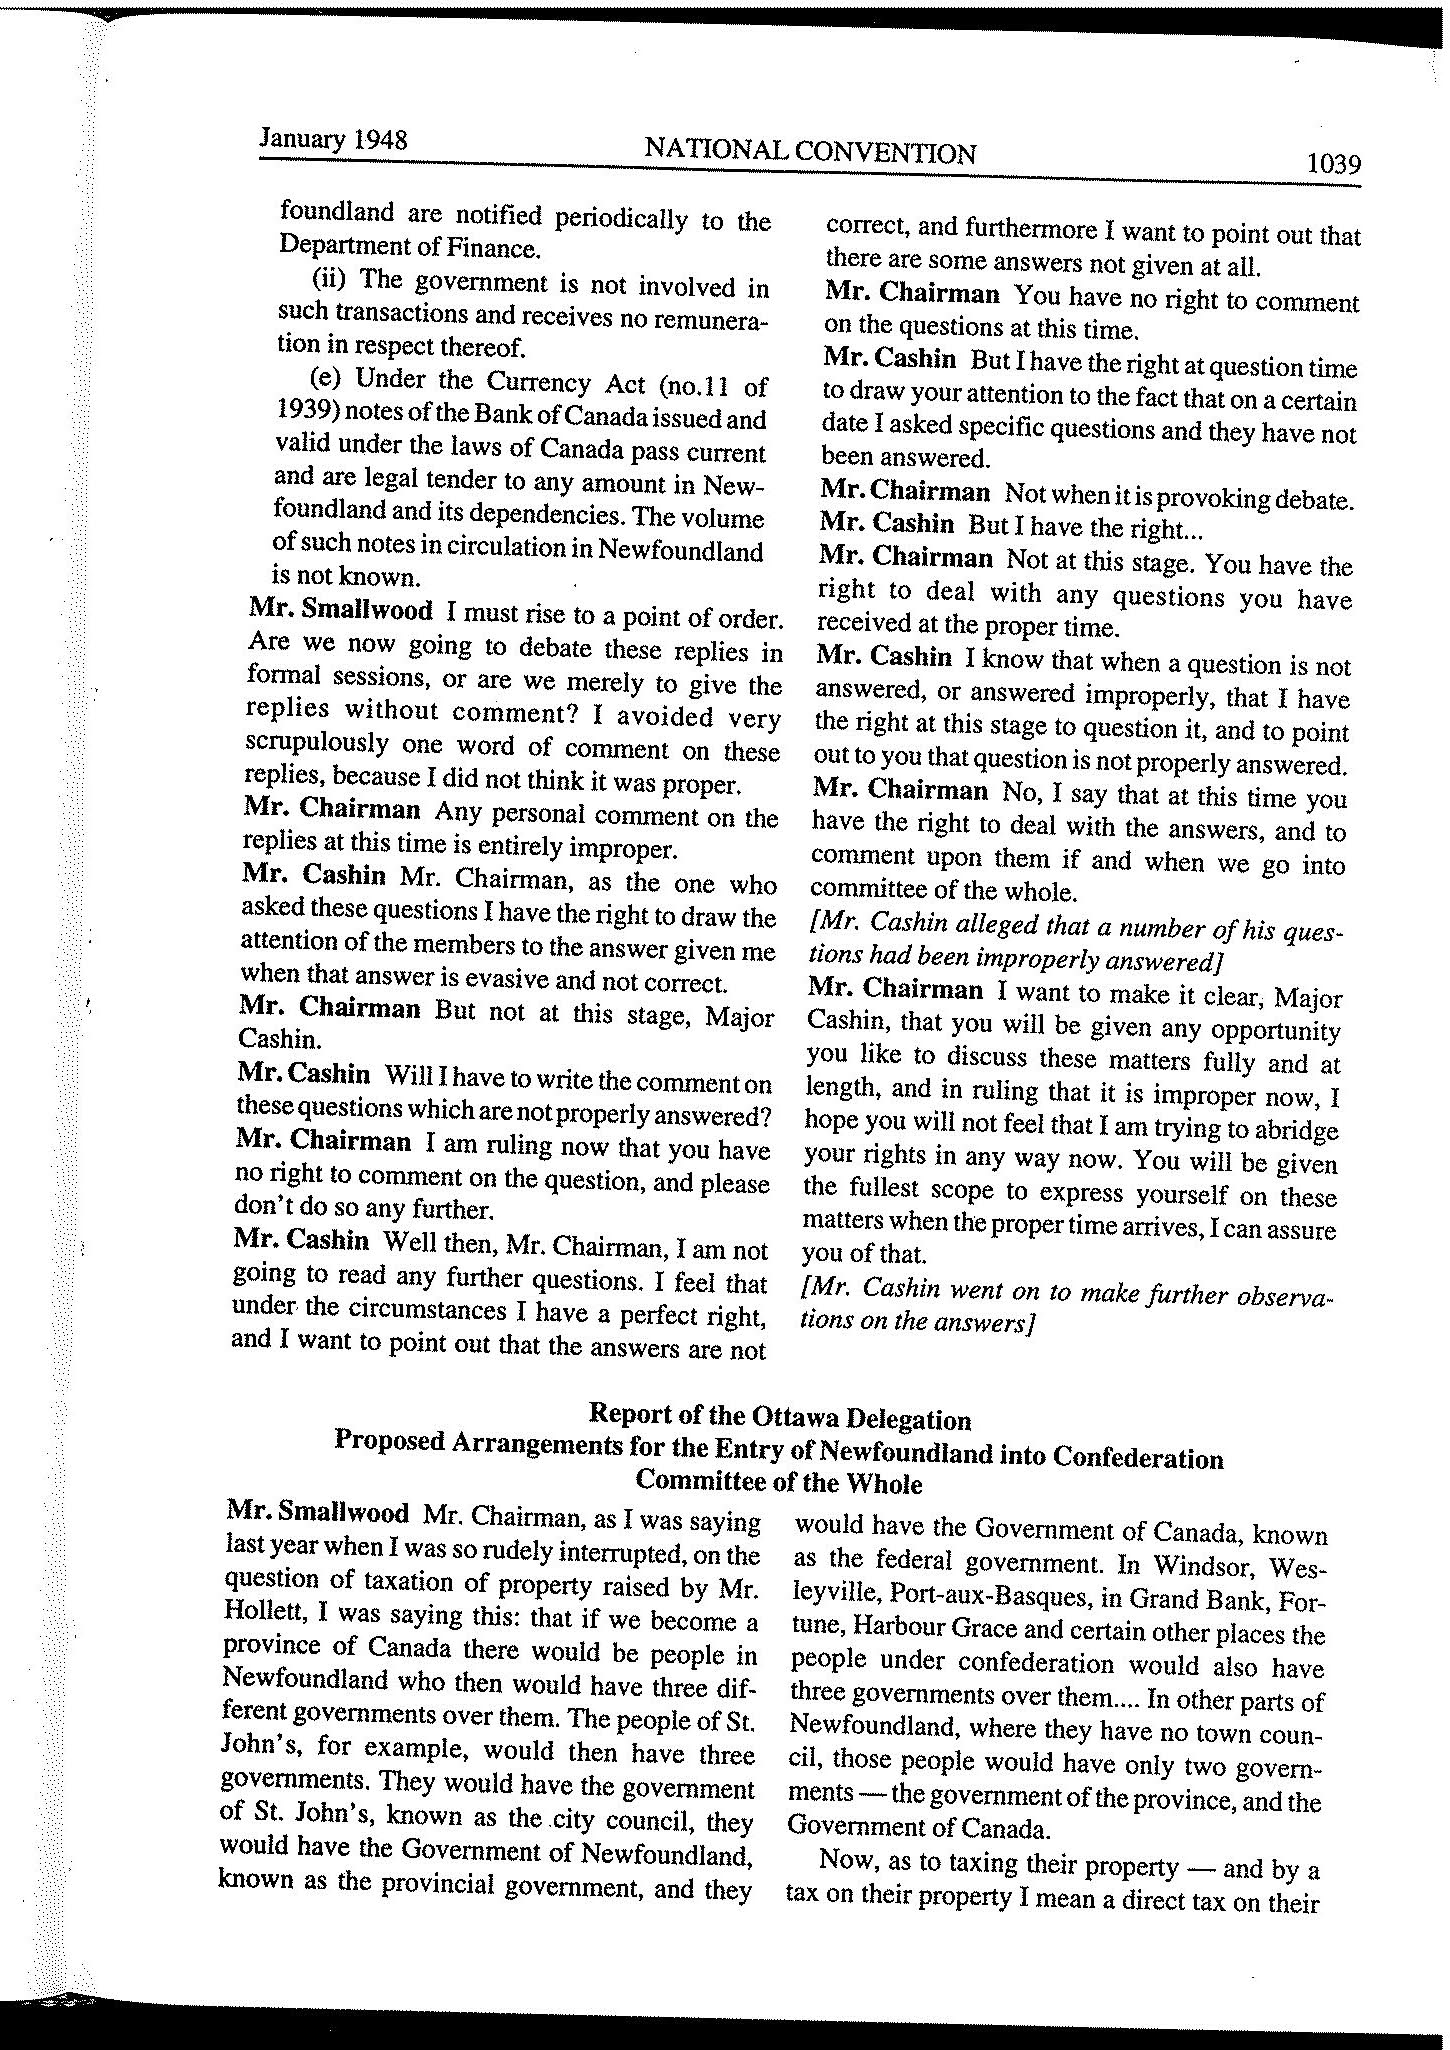 January 1948
NATIONAL CONVENTION
1039
foundland are notified periodically to the
Department of Finance.
(ii) The government is not involved in
such transactions and receives no remunera-
tion in respect thereof.
(e) Under the Currency Act (no.11 of
1939) notes of the Bank of Canada issued and
valid under the laws of Canada pass current
and are legal tender to any amount in New-
foundland and its dependencies. The volume
of such notes in circulation in Newfoundland
is not known.
Mr. Smallwood I must rise to a point of order.
Are we now going to debate these replies in
formal sessions, or are we merely to give the
replies without comment? I avoided very
scrupulously one word of comment on these
replies, because I did not think it was proper.
Mr. Chairman Any personal comment on the
replies at this time is entirely improper.
Mr. Cashin Mr. Chairman, as the one who
asked these questions I have the right to draw the
attention of the members to the answer given me
when that answer is evasive and not correct.
Mr. Chairman But not at this stage, Major
Cashin.
Mr. Cashin Will I have to write the comment on
these questions which are not properly answered?
Mr. Chairman I am ruling now that you have
no right to comment on the question, and please
don't do so any further.
Mr. Cashin Well then, Mr. Chairman, I am not
going to read any further questions. I feel that
under the circumstances I have a perfect right,
and I want to point out that the answers are not
correct, and furthermore I want to point out that
there are some answers not given at all.
Mr. Chairman You have no right to comment
on the questions at this time.
Mr. Cashin But I have the right at question time
to draw your attention to the fact that on a certain
date I asked specific questions and they have not
been answered.
Mr. Chairman Not when it is provoking debate.
Mr. Cashin But I have the right...
Mr. Chairman Not at this stage. You have the
right to deal with any questions you have
received at the proper time.
Mr. Cashin I know that when a question is not
answered, or answered improperly, that I have
the right at this stage to question it, and to point
out to you that question is not properly answered.
Mr. Chairman No, I say that at this time you
have the right to deal with the answers, and to
comment upon them if and when we go into
committee of the whole.
[Mr. Cashin alleged that a number of his ques-
tions had been improperly answered]
Mr. Chairman I want to make it clear, Major
Cashin, that you will be given any opportunity
you like to discuss these matters fully and at
length, and in ruling that it is improper now, I
hope you will not feel that I am trying to abridge
your rights in any way now. You will be given
the fullest scope to express yourself on these
matters when the proper time arrives, I can assure
you of that.
[Mr. Cashin went on to make further observa-
tions on the answers]
Report of the Ottawa Delegation
Proposed Arrangements for the Entry of Newfoundland into Confederation
Committee of the Whole
Mr. Smallwood Mr. Chairman, as I was saying
last year when I was so rudely interrupted, on the
question of taxation of property raised by Mr.
Hollett, I was saying this: that if we become a
province of Canada there would be people in
Newfoundland who then would have three dif-
ferent governments over them. The people of St.
John's, for example, would then have three
governments. They would have the government
of St. John's, known as the city council, they
would have the Government of Newfoundland,
known as the provincial government, and they
would have the Government of Canada, known
as the federal government. In Windsor, Wes-
leyville, Port-aux-Basques, in Grand Bank, For-
tune, Harbour Grace and certain other places the
people under confederation would also have
three governments over them.... In other parts of
Newfoundland, where they have no town coun-
cil, those people would have only two govern-
ments — the government of the province, and the
Government of Canada.
Now, as to taxing their property — and by a
tax on their property I mean a direct tax on their